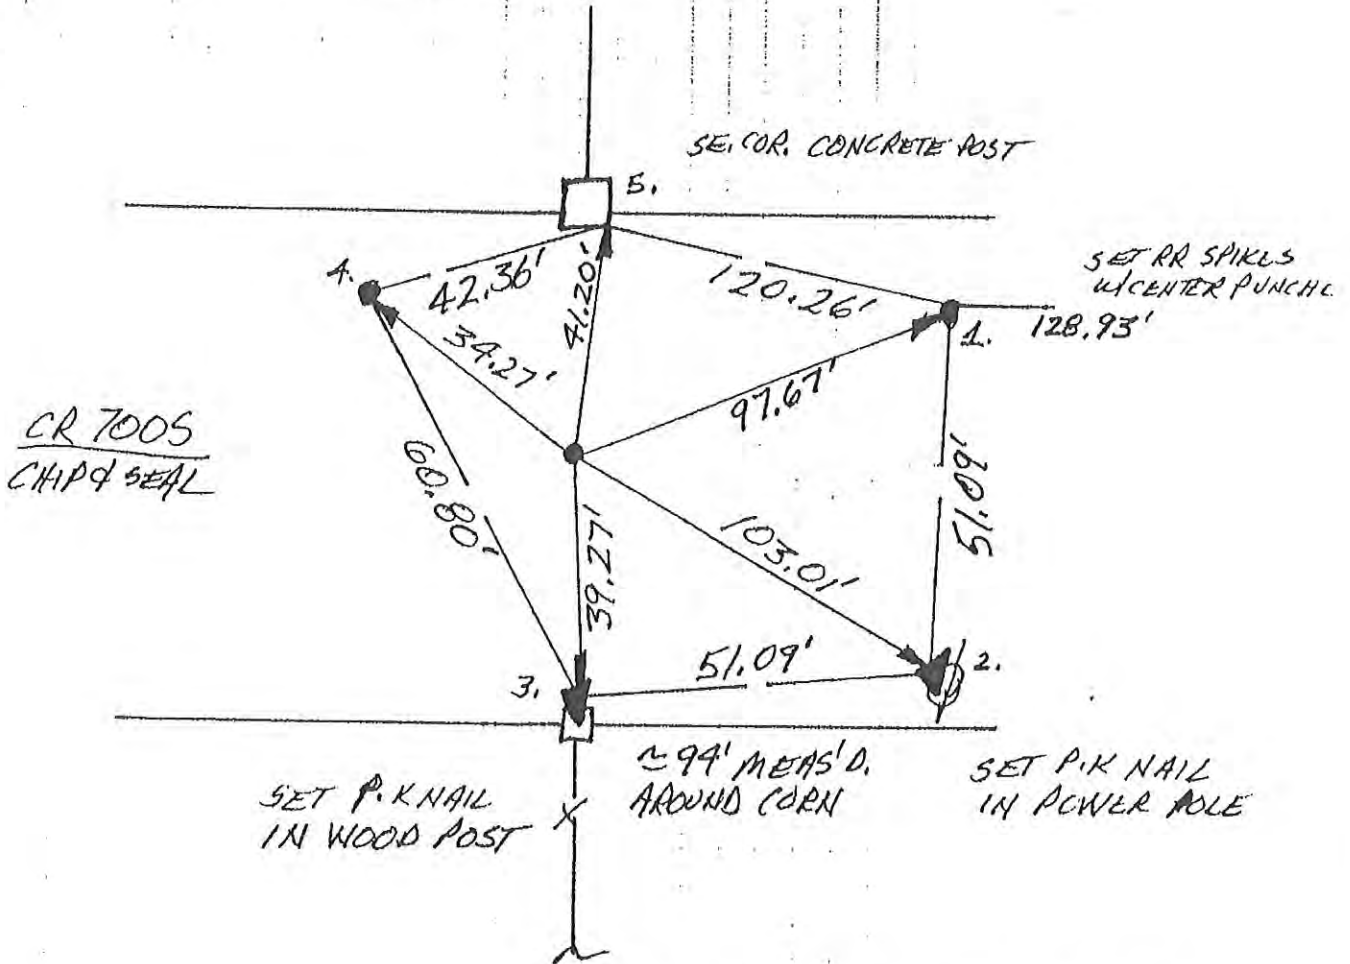 SE. COR. CONCRETE POST
5.
4.
42.36'
41.20'
120.26'
SET RR SPIKES
W/CENTER PUNCHE
128.93'
1.
34.27'
97.67'
CR 700S
CHIP & SEAL
60.80'
39.27'
103.01'
51.09'
51.09'
2.
3.
≈94' MEAS'D.
AROUND CORN
SET P.K NAIL
IN WOOD POST
X
SET P.K NAIL
IN POWER POLE